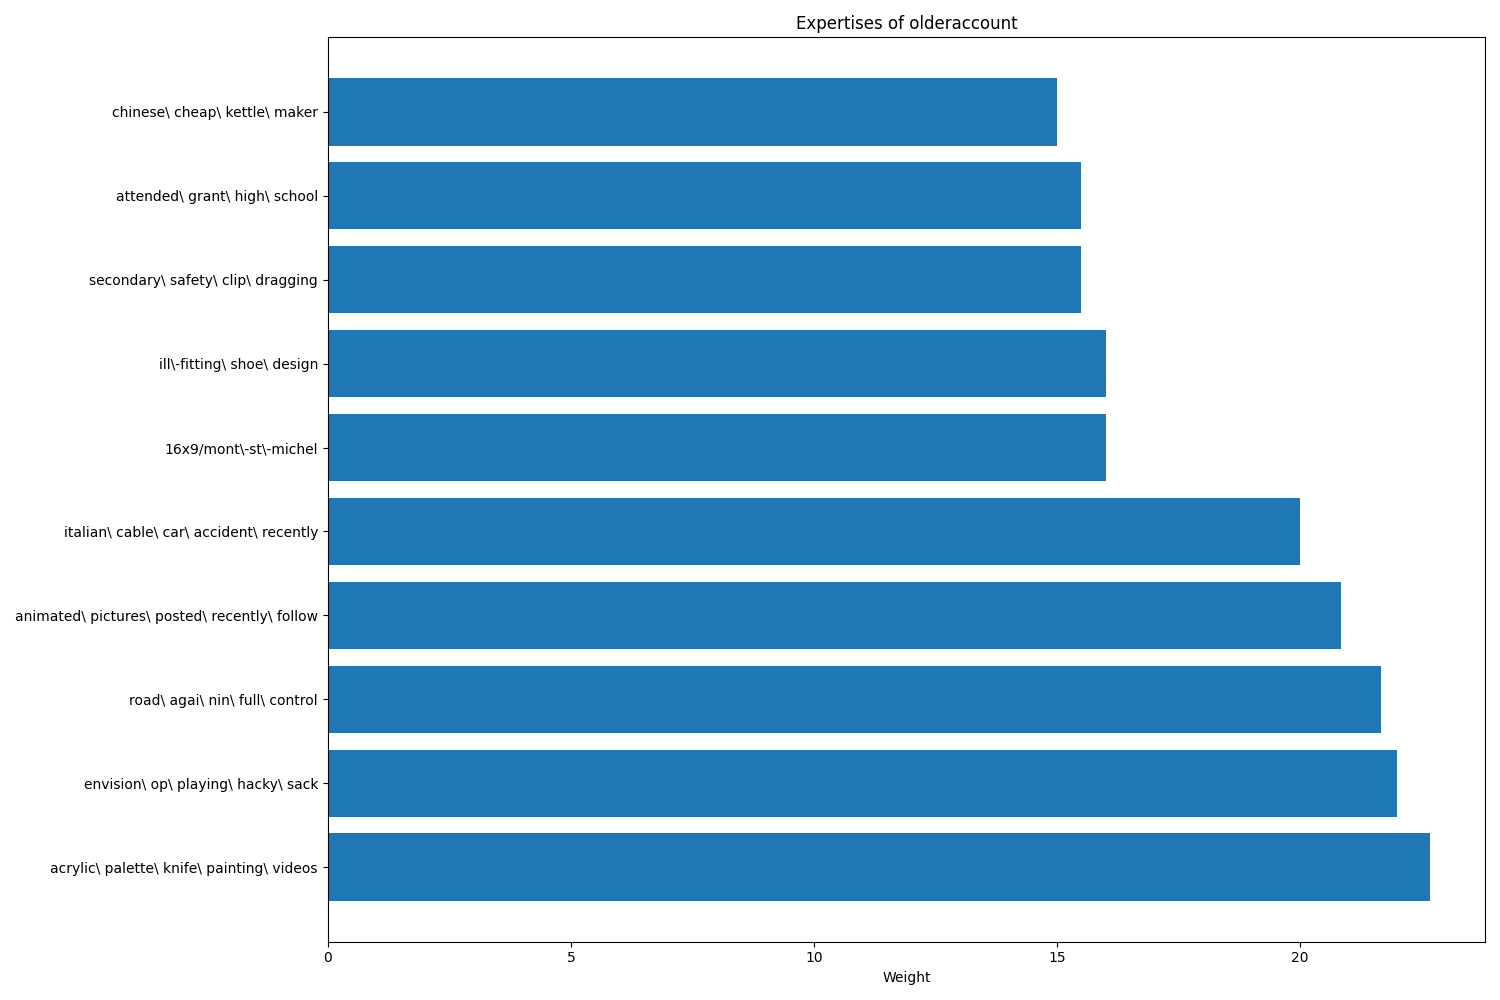 Expertises of olderaccount
chinese\ cheap\ kettle\ maker
attended\ grant\ high\ school
secondary\ safety\ clip\ dragging
ill\-fitting\ shoe\ design
16x9/mont\-st\-michel
italian\ cable\ car\ accident\ recently
animated\ pictures\ posted\ recently\ follow
road\ agai\ nin\ full\ control
envision\ op\ playing\ hacky\ sack
acrylic\ palette\ knife\ painting\ videos
0 5 10 15 20
Weight